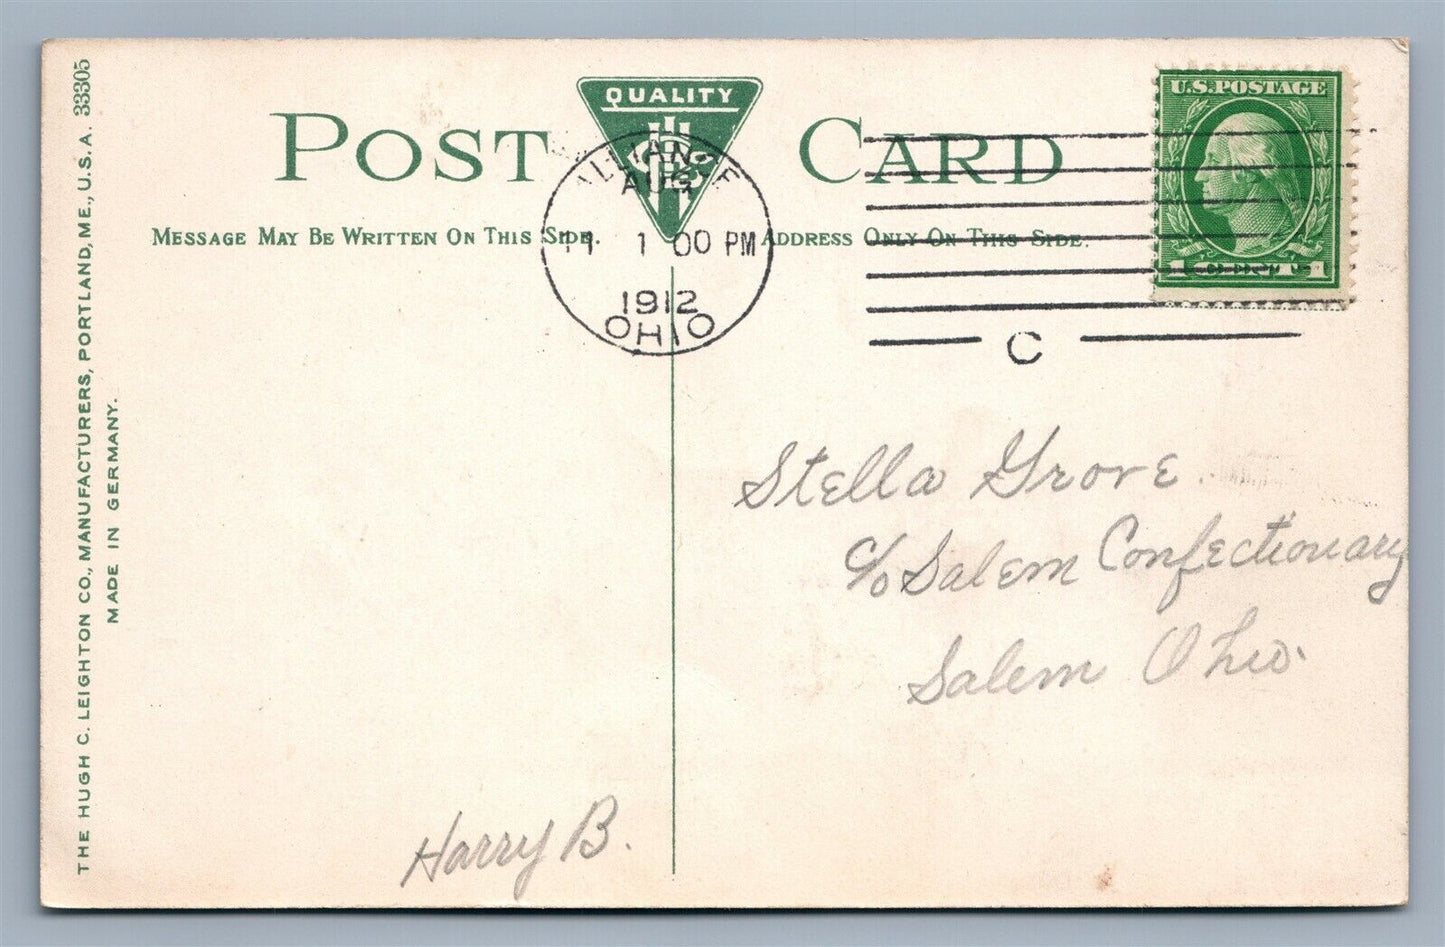 QUALITY
POST CARD
U.S. POSTAGE
ALLIANCE
AUG
11 1 00 PM
1912
OHIO
C
MESSAGE MAY BE WRITTEN ON THIS SIDE.
ADDRESS ONLY ON THIS SIDE.
Stella Grove.
c/o Salem Confectionary
Salem Ohio.
Harry B.
THE HUGH C. LEIGHTON CO., MANUFACTURERS, PORTLAND, ME., U.S.A. 33305
MADE IN GERMANY.